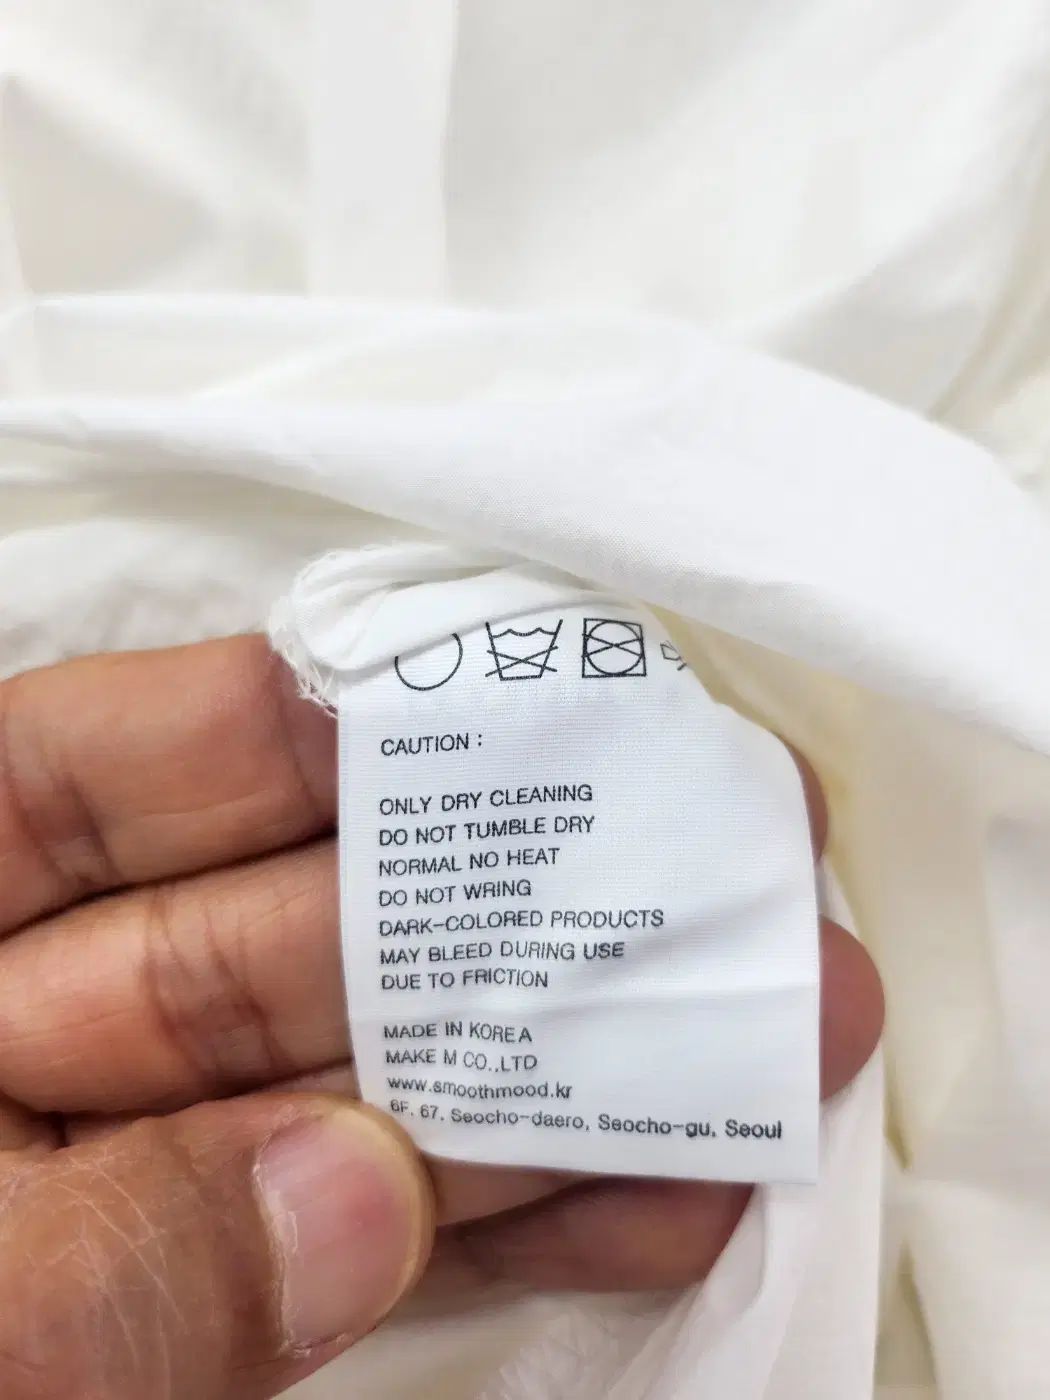 CAUTION :
ONLY DRY CLEANING
DO NOT TUMBLE DRY
NORMAL NO HEAT
DO NOT WRING
DARK-COLORED PRODUCTS
MAY BLEED DURING USE
DUE TO FRICTION
MADE IN KOREA
MAKE M CO.,LTD
www.smoothmood.kr
6F, 67, Seocho-daero, Seocho-gu, Seoul